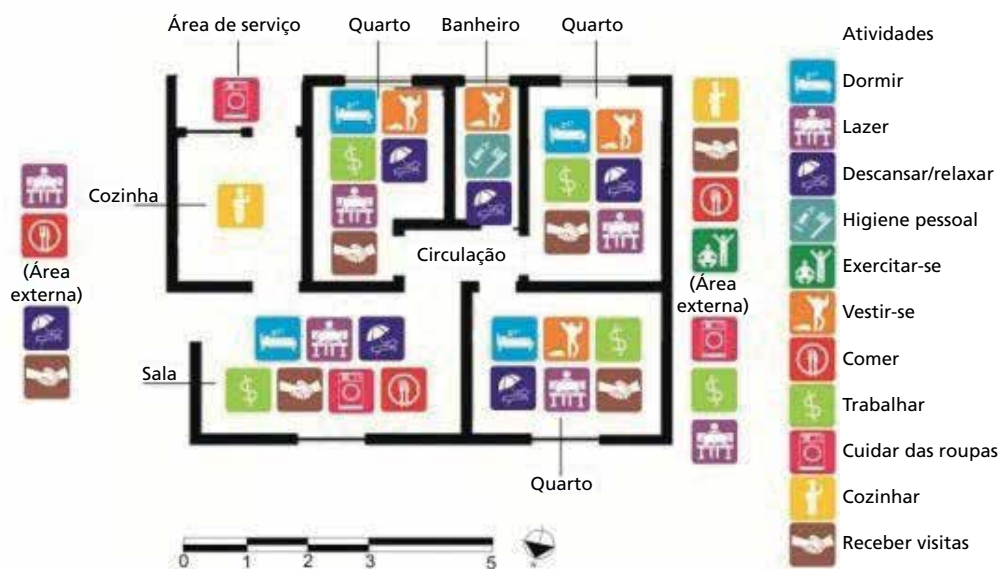 Área de serviço
Quarto
Banheiro
Quarto
Cozinha
Circulação
(Área
externa)
(Área
externa)
Sala
Quarto
0 1 2 3 5
Atividades
Dormir
Lazer
Descansar/relaxar
Higiene pessoal
Exercitar-se
Vestir-se
Comer
Trabalhar
Cuidar das roupas
Cozinhar
Receber visitas